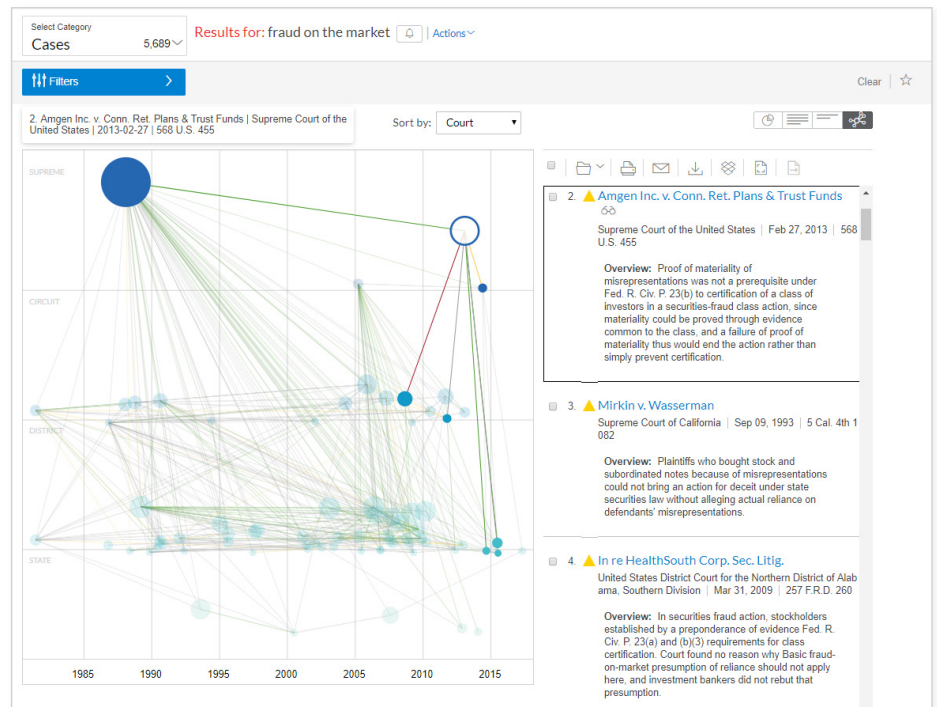 Select Category
Cases 5,689
Results for: fraud on the market
Actions
Filters
Clear
2. Amgen Inc. v. Conn. Ret. Plans & Trust Funds | Supreme Court of the
United States | 2013-02-27 | 568 U.S. 455
Sort by: Court
SUPREME
CIRCUIT
DISTRICT
STATE
1985 1990 1995 2000 2005 2010 2015
2. Amgen Inc. v. Conn. Ret. Plans & Trust Funds
Supreme Court of the United States | Feb 27, 2013 | 568
U.S. 455
Overview: Proof of materiality of
misrepresentations was not a prerequisite under
Fed. R. Civ. P. 23(b) to certification of a class of
investors in a securities-fraud class action, since
materiality could be proved through evidence
common to the class, and a failure of proof of
materiality thus would end the action rather than
simply prevent certification.
3. Mirkin v. Wasserman
Supreme Court of California | Sep 09, 1993 | 5 Cal. 4th 1
082
Overview: Plaintiffs who bought stock and
subordinated notes because of misrepresentations
could not bring an action for deceit under state
securities law without alleging actual reliance on
defendants' misrepresentations.
4. In re HealthSouth Corp. Sec. Litig.
United States District Court for the Northern District of Alab
ama, Southern Division | Mar 31, 2009 | 257 F.R.D. 260
Overview: In securities fraud action, stockholders
established by a preponderance of evidence Fed. R.
Civ. P. 23(a) and (b)(3) requirements for class
certification. Court found no reason why Basic fraud-
on-market presumption of reliance should not apply
here, and investment bankers did not rebut that
presumption.